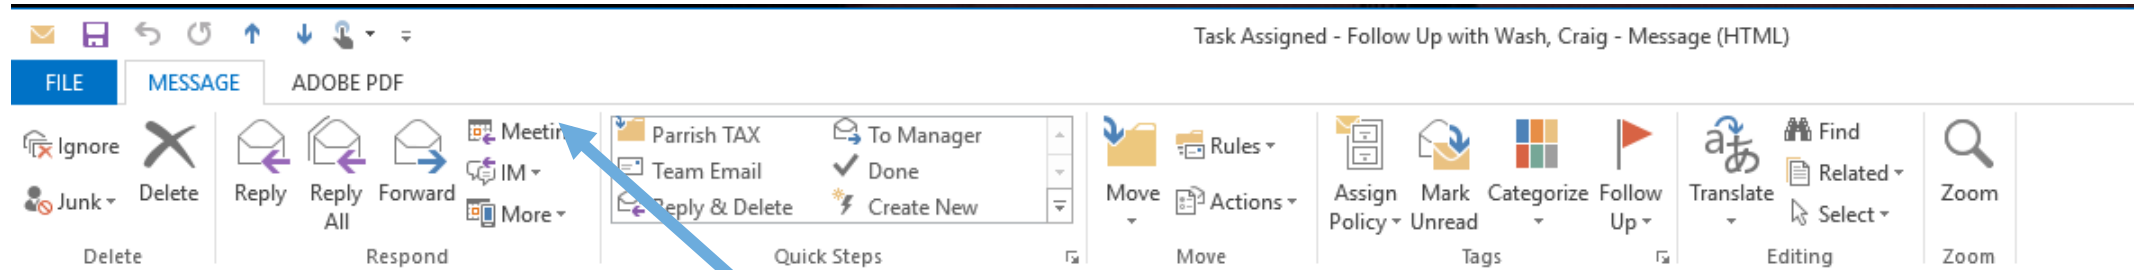 Task Assigned - Follow Up with Wash, Craig - Message (HTML)
FILE MESSAGE ADOBE PDF
Ignore
Junk
Delete
Reply
Reply All
Forward
IM
More
Parrish TAX
Team Email
Reply & Delete
To Manager
Done
Create New
Move
Rules
Actions
Assign Policy
Mark Unread
Categorize
Follow Up
Translate
Find
Related
Select
Zoom
Delete Respond Quick Steps Move Tags Editing Zoom